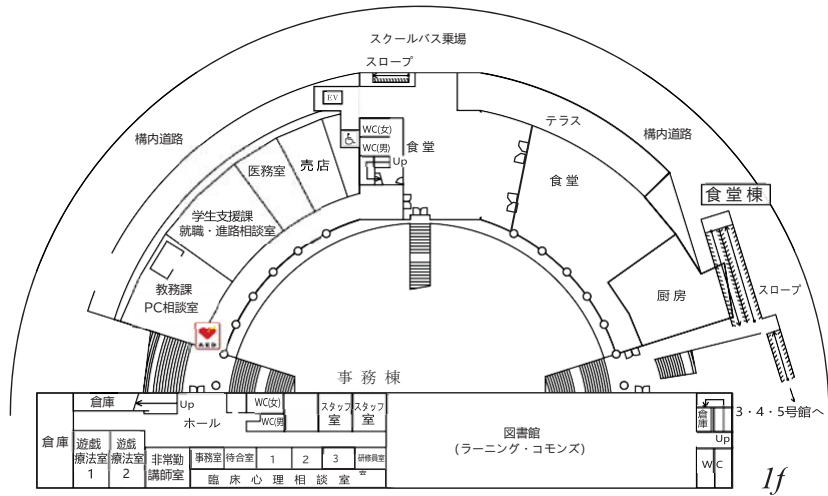 スクールバス乗場
スロープ
EV
構内道路
WC(女)
WC(男)
Up
食堂
テラス
構内道路
売店
医務室
食堂
食堂棟
学生支援課
就職・進路相談室
教務課
PC相談室
AED
厨房
スロープ
事務棟
3・4・5号館へ
倉庫
Up
ホール
WC(女)
WC(男)
スタッフ
室
スタッフ
室
図書館
(ラーニング・コモンズ)
倉庫
Up
倉庫
遊戯
療法室
1
遊戯
療法室
2
非常勤
講師室
事務室
待合室
1
2
3
研修員室
臨床心理相談室
WC
1f